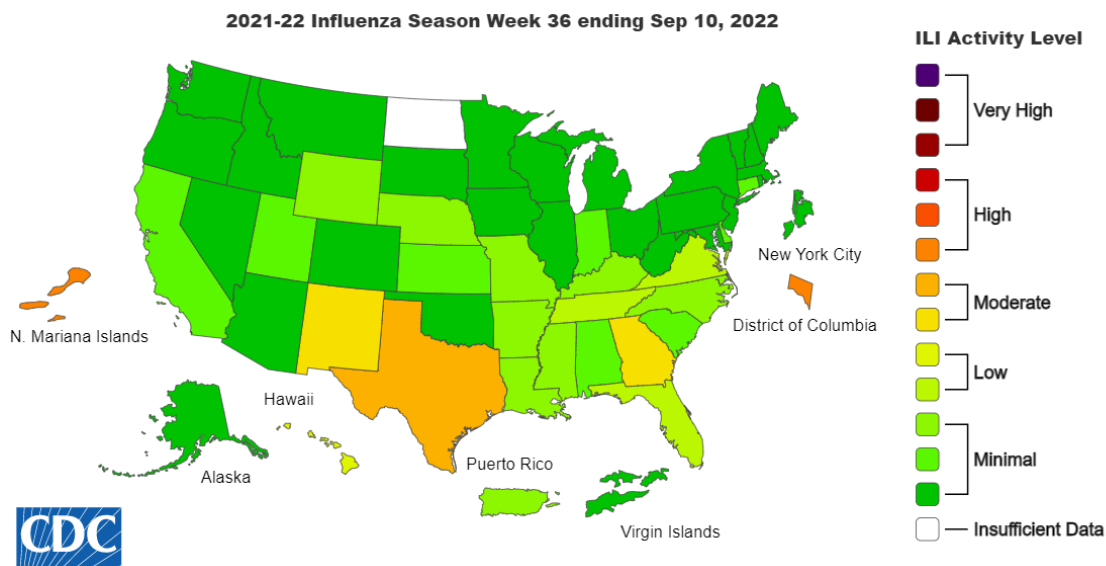 2021-22 Influenza Season Week 36 ending Sep 10, 2022
ILI Activity Level
Very High
High
Moderate
Low
Minimal
Insufficient Data
New York City
District of Columbia
N. Mariana Islands
Hawaii
Alaska
Puerto Rico
Virgin Islands
CDC